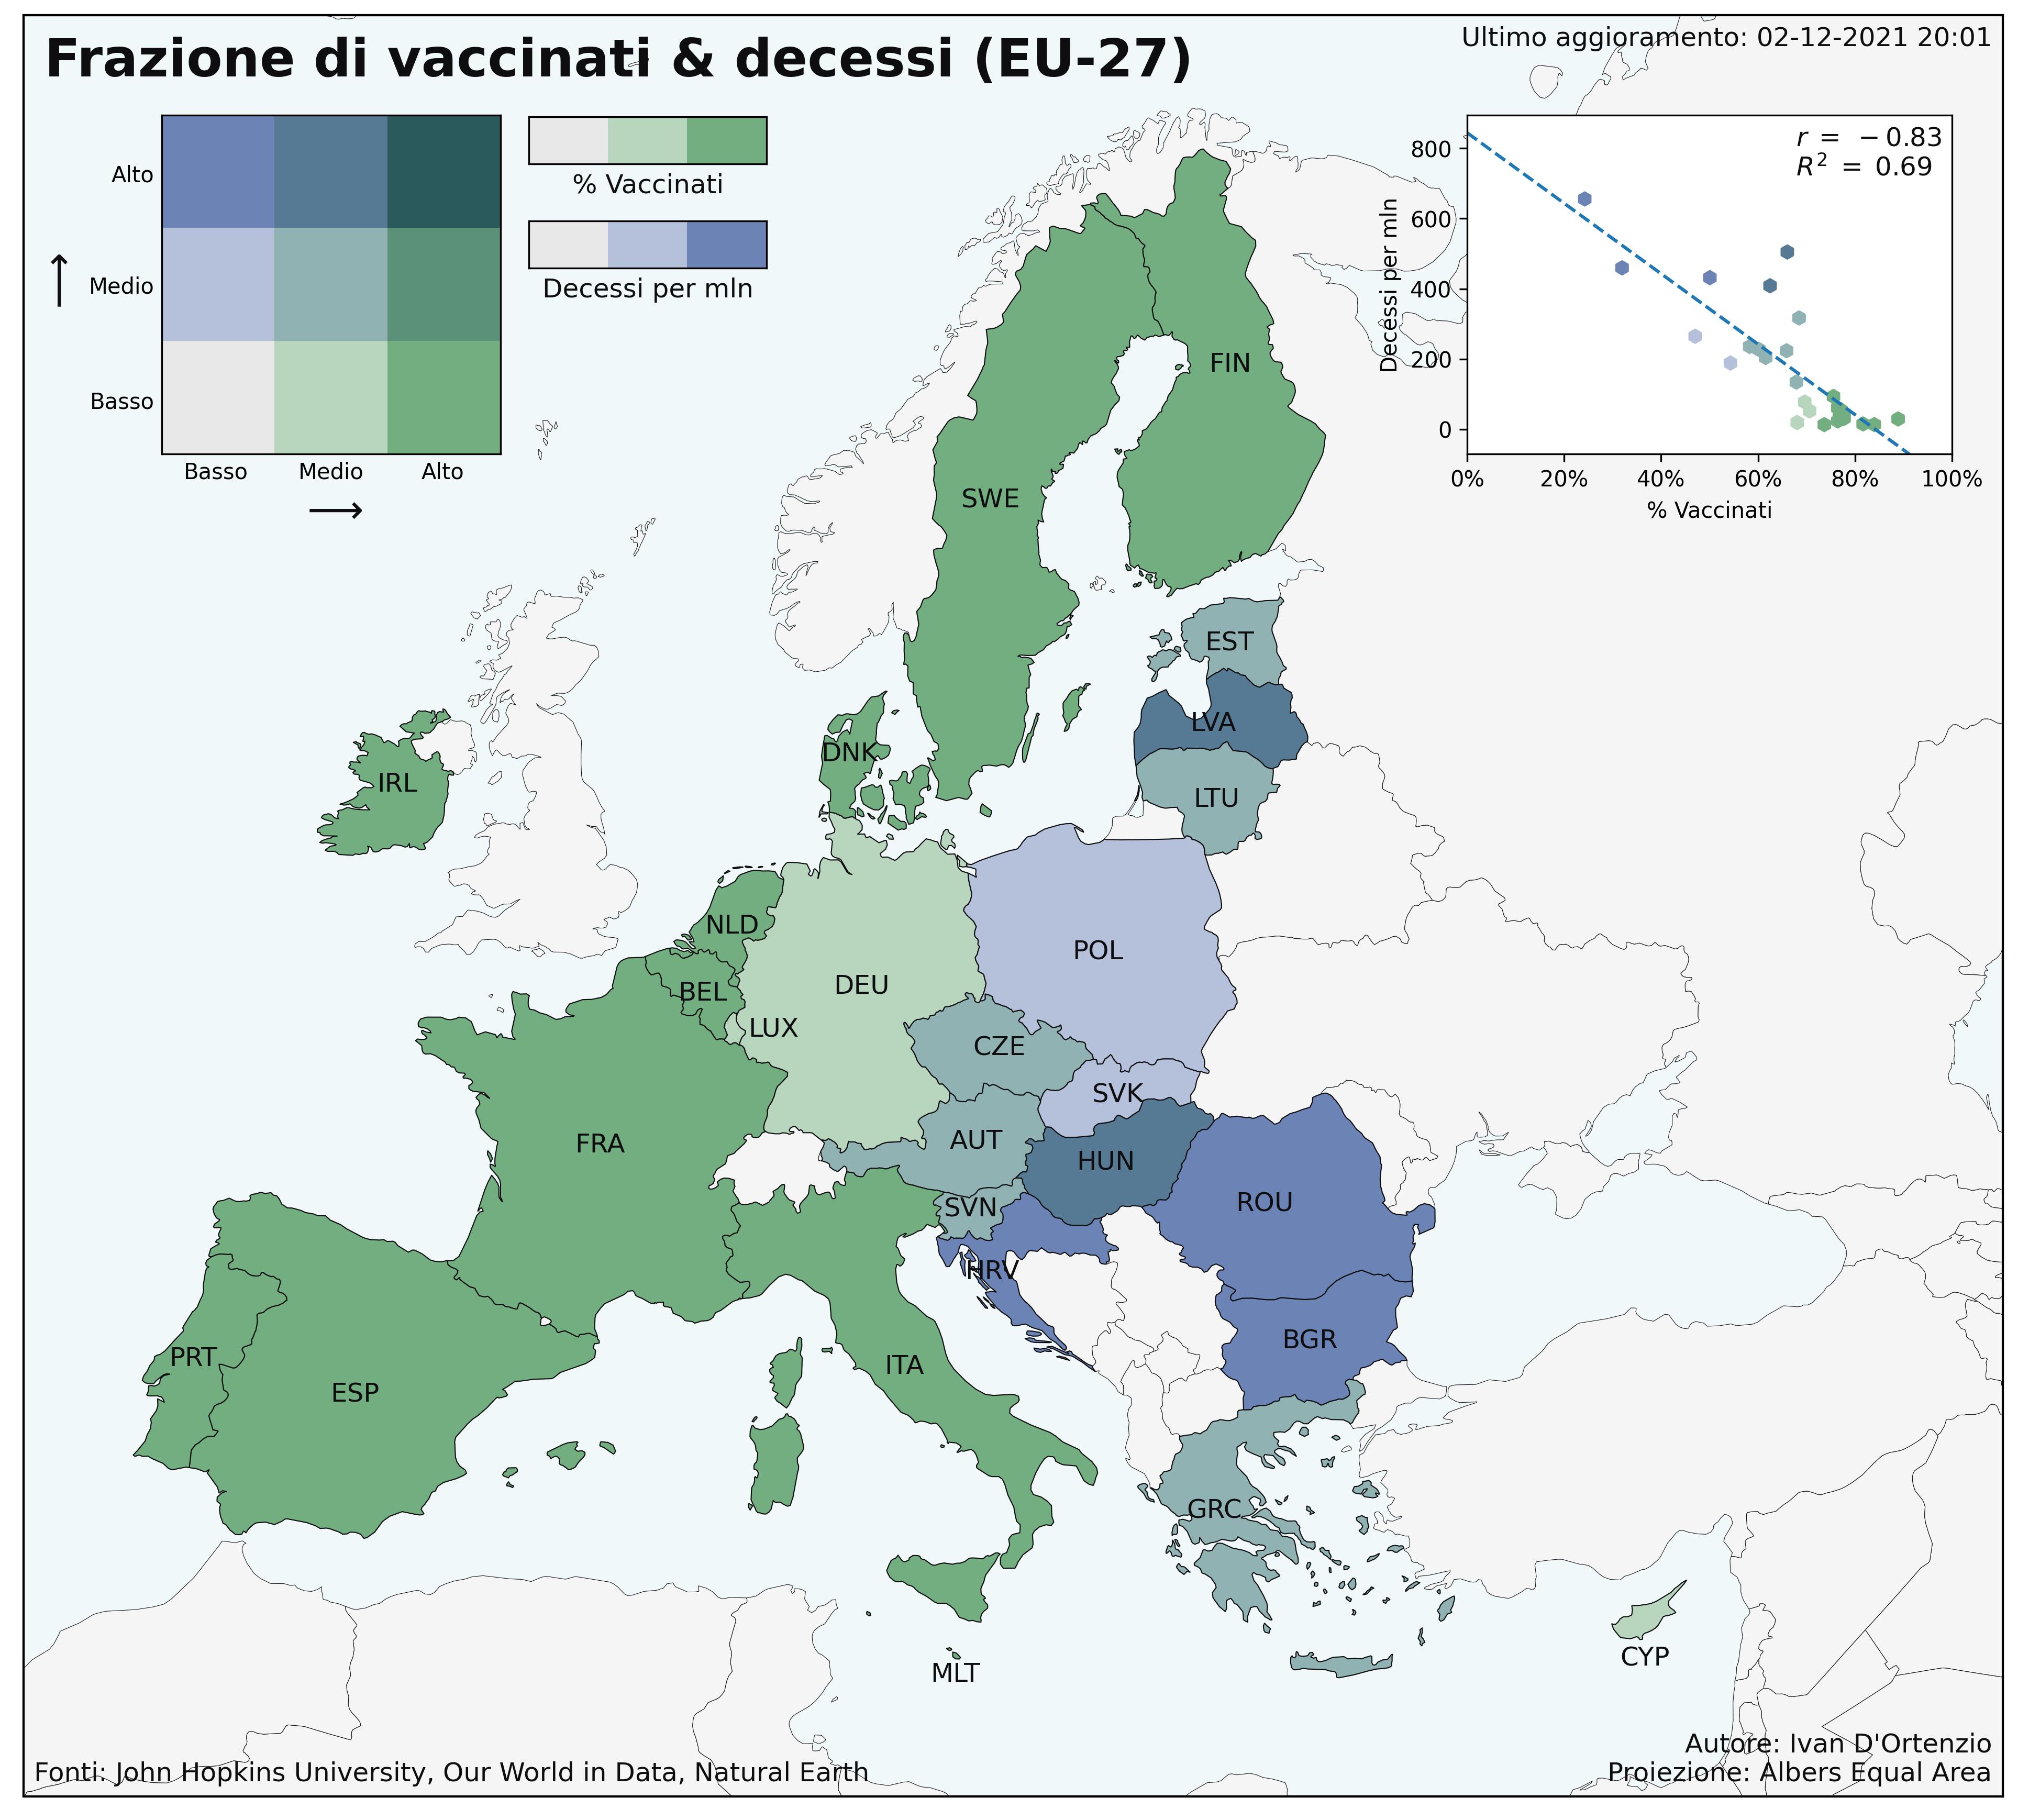 Frazione di vaccinati & decessi (EU-27)
Ultimo aggioramento: 02-12-2021 20:01
Alto
Medio
Basso
Basso Medio Alto
% Vaccinati
Decessi per mln
r = −0.83
R² = 0.69
Decessi per mln
800
600
400
200
0
0% 20% 40% 60% 80% 100%
% Vaccinati
FIN
SWE
EST
LVA
DNK
IRL
LTU
NLD
POL
DEU
BEL
LUX
CZE
SVK
AUT
FRA
HUN
ROU
SVN
HRV
BGR
PRT
ITA
ESP
GRC
CYP
MLT
Autore: Ivan D'Ortenzio
Fonti: John Hopkins University, Our World in Data, Natural Earth
Proiezione: Albers Equal Area